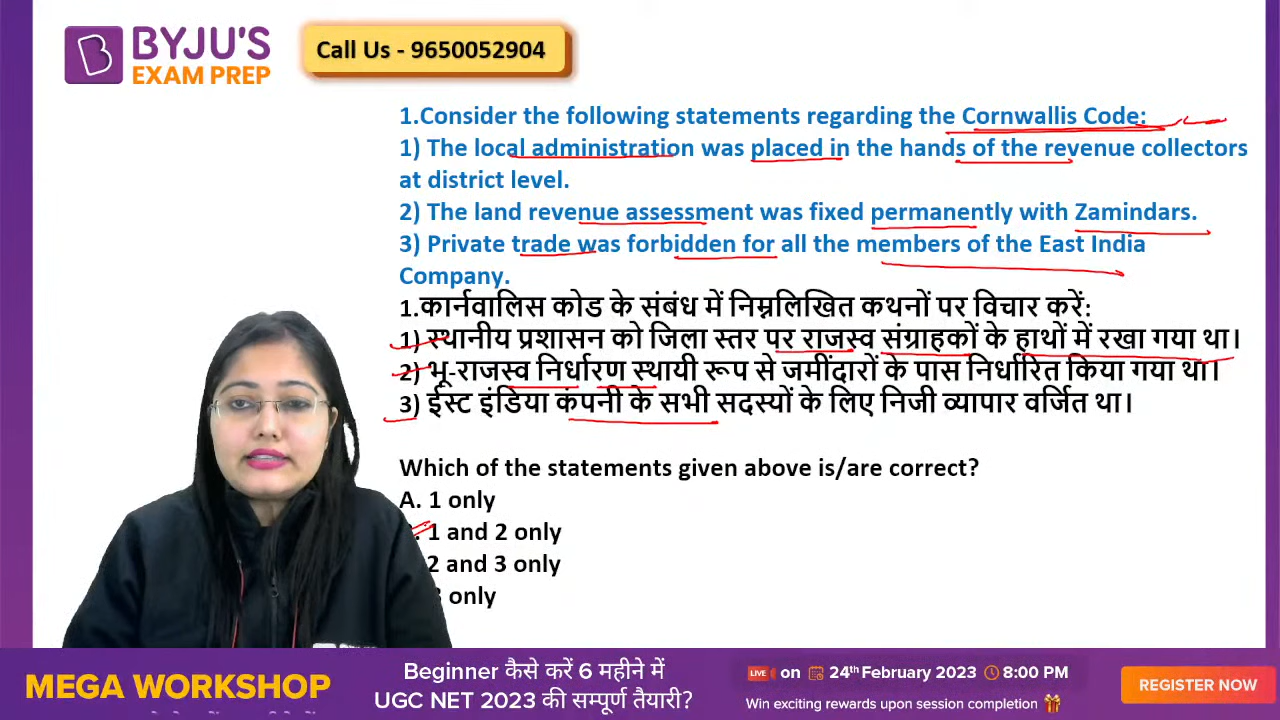 BYJU'S
EXAM PREP
Call Us - 9650052904
1.Consider the following statements regarding the Cornwallis Code:
1) The local administration was placed in the hands of the revenue collectors
at district level.
2) The land revenue assessment was fixed permanently with Zamindars.
3) Private trade was forbidden for all the members of the East India
Company.
1.कार्नवालिस कोड के संबंध में निम्नलिखित कथनों पर विचार करें:
1) स्थानीय प्रशासन को जिला स्तर पर राजस्व संग्राहकों के हाथों में रखा गया था।
2) भू-राजस्व निर्धारण स्थायी रूप से जमींदारों के पास निर्धारित किया गया था।
3) ईस्ट इंडिया कंपनी के सभी सदस्यों के लिए निजी व्यापार वर्जित था।
Which of the statements given above is/are correct?
A. 1 only
1 and 2 only
2 and 3 only
only
MEGA WORKSHOP
Beginner कैसे करें 6 महीने में
UGC NET 2023 की सम्पूर्ण तैयारी?
LIVE on 24th February 2023 8:00 PM
Win exciting rewards upon session completion
REGISTER NOW